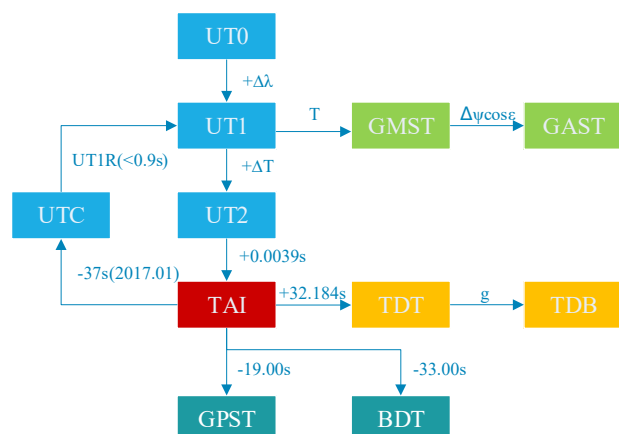 UT0
+Δλ
UT1
T
GMST
Δψcosε
GAST
UT1R(<0.9s)
+ΔT
UTC
UT2
+0.0039s
-37s(2017.01)
TAI
+32.184s
TDT
g
TDB
-19.00s
-33.00s
GPST
BDT